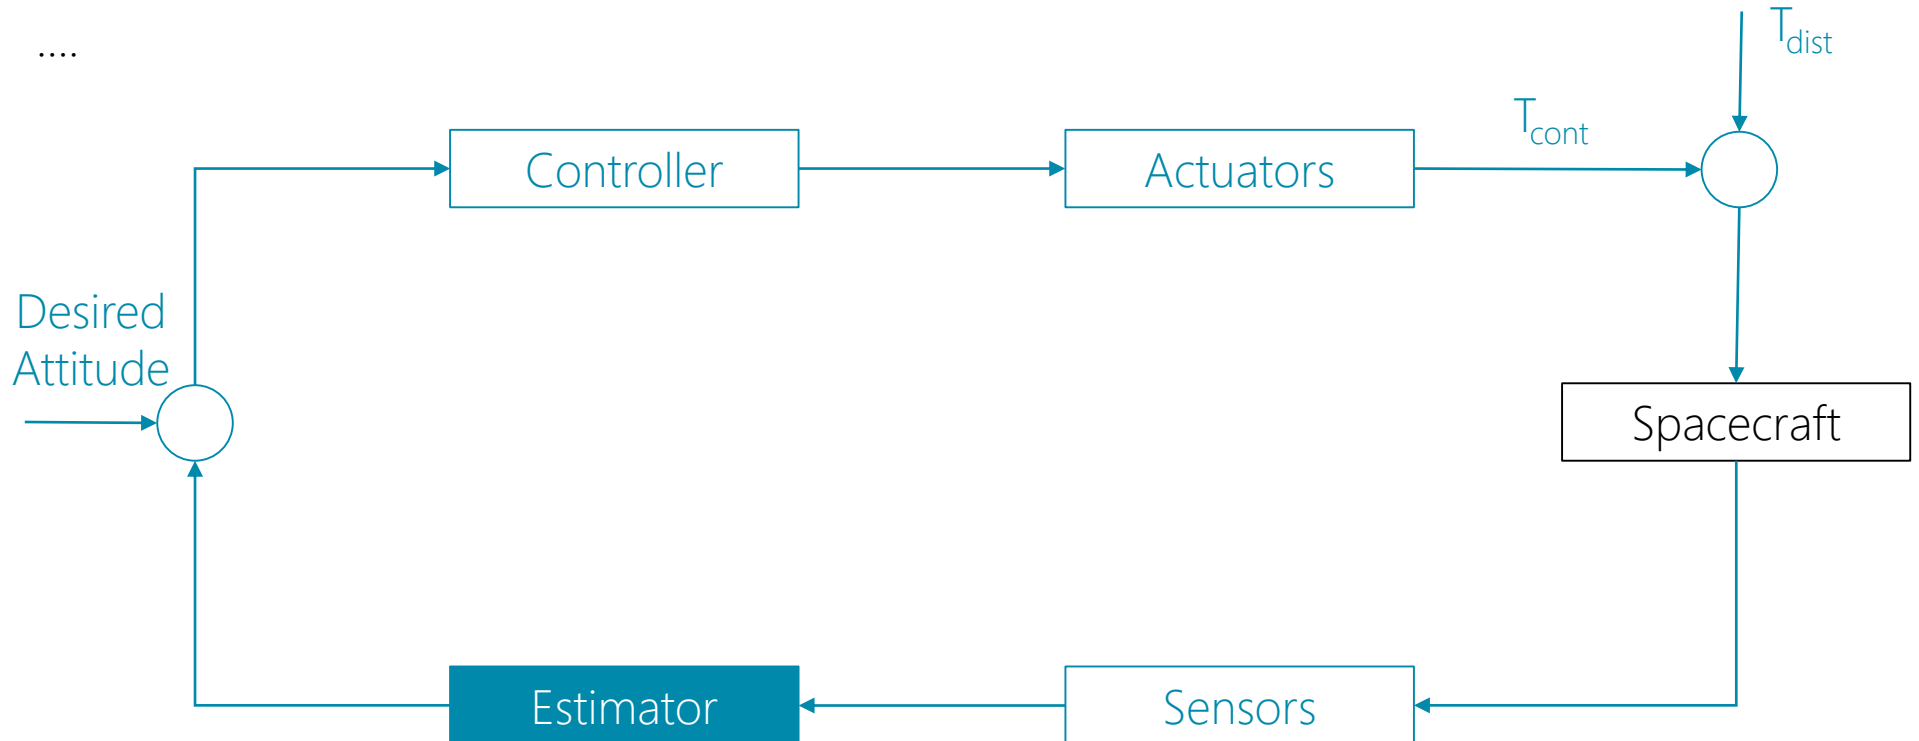 ....
T_dist
T_cont
Controller
Actuators
Desired
Attitude
Spacecraft
Estimator
Sensors